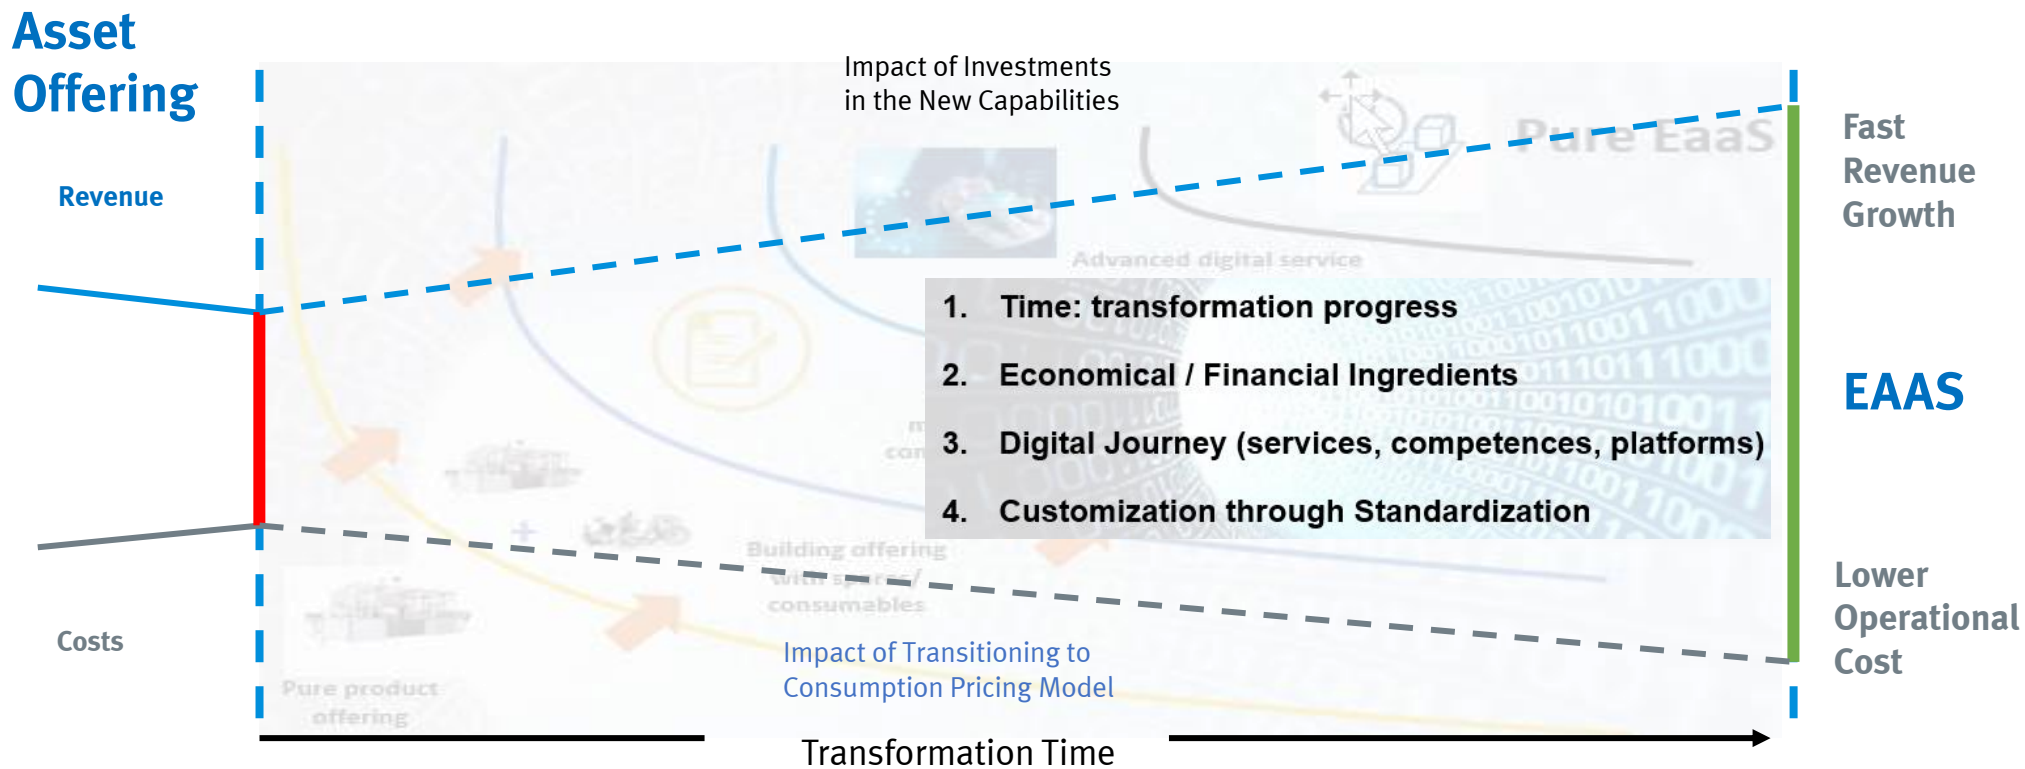 Asset
Offering
Impact of Investments
in the New Capabilities
Pure EaaS
Fast
Revenue
Growth
Revenue
Advanced digital service
1. Time: transformation progress
2. Economical / Financial Ingredients
3. Digital Journey (services, competences, platforms)
4. Customization through Standardization
EAAS
Building offering
with spares/
consumables
Lower
Operational
Cost
Costs
Impact of Transitioning to
Consumption Pricing Model
Pure product
offering
Transformation Time